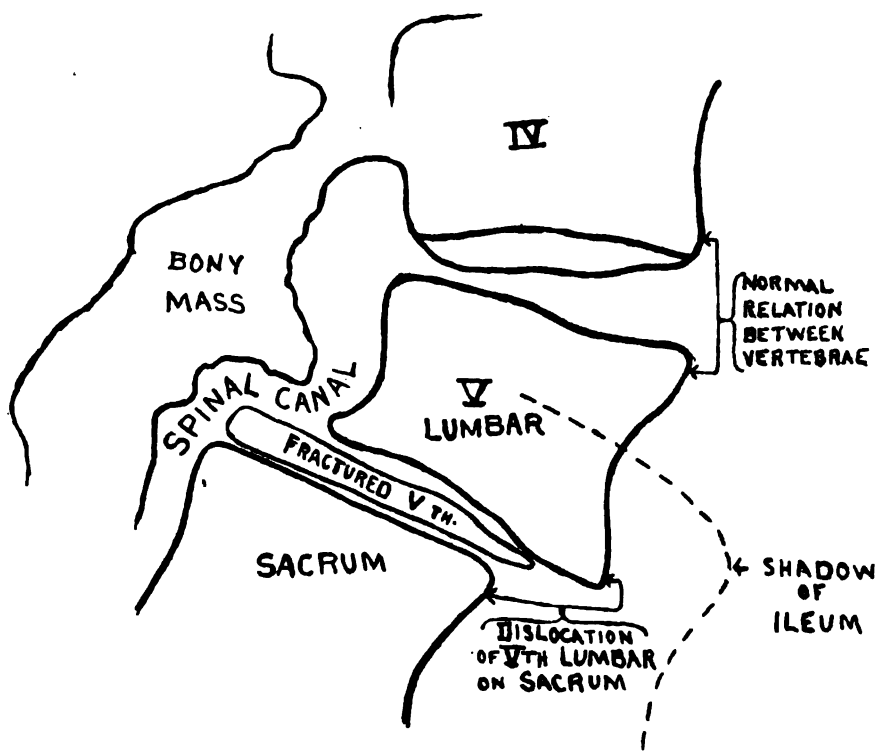 IV
BONY
MASS
NORMAL
RELATION
BETWEEN
VERTEBRAE
SPINAL CANAL
V
LUMBAR
FRACTURED V TH.
SACRUM
SHADOW
OF
ILEUM
DISLOCATION
OF VTH LUMBAR
ON SACRUM